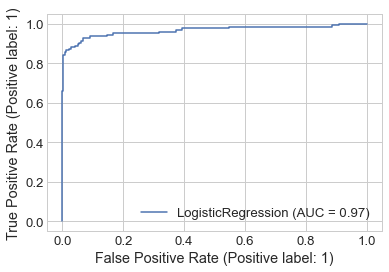 True Positive Rate (Positive label: 1)
1.0
0.8
0.6
0.4
0.2
0.0
LogisticRegression (AUC = 0.97)
0.0 0.2 0.4 0.6 0.8 1.0
False Positive Rate (Positive label: 1)